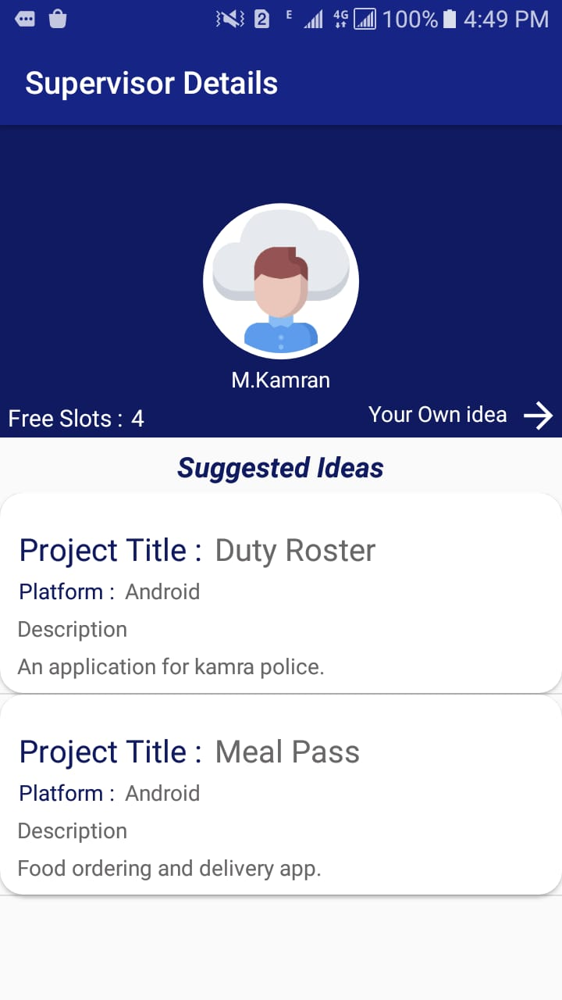 2 E 4G 100% 4:49 PM
Supervisor Details
M.Kamran
Free Slots : 4
Your Own idea
Suggested Ideas
Project Title : Duty Roster
Platform : Android
Description
An application for kamra police.
Project Title : Meal Pass
Platform : Android
Description
Food ordering and delivery app.